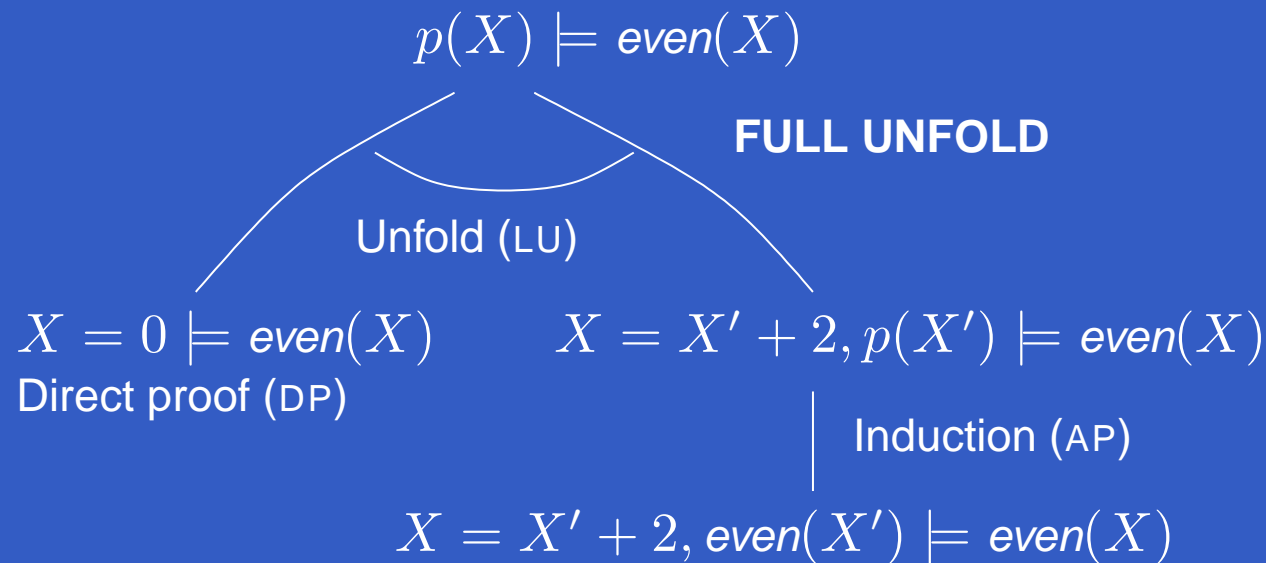 p(X) ⊨ even(X)
FULL UNFOLD
Unfold (LU)
X = 0 ⊨ even(X)
X = X′ + 2, p(X′) ⊨ even(X)
Direct proof (DP)
Induction (AP)
X = X′ + 2, even(X′) ⊨ even(X)